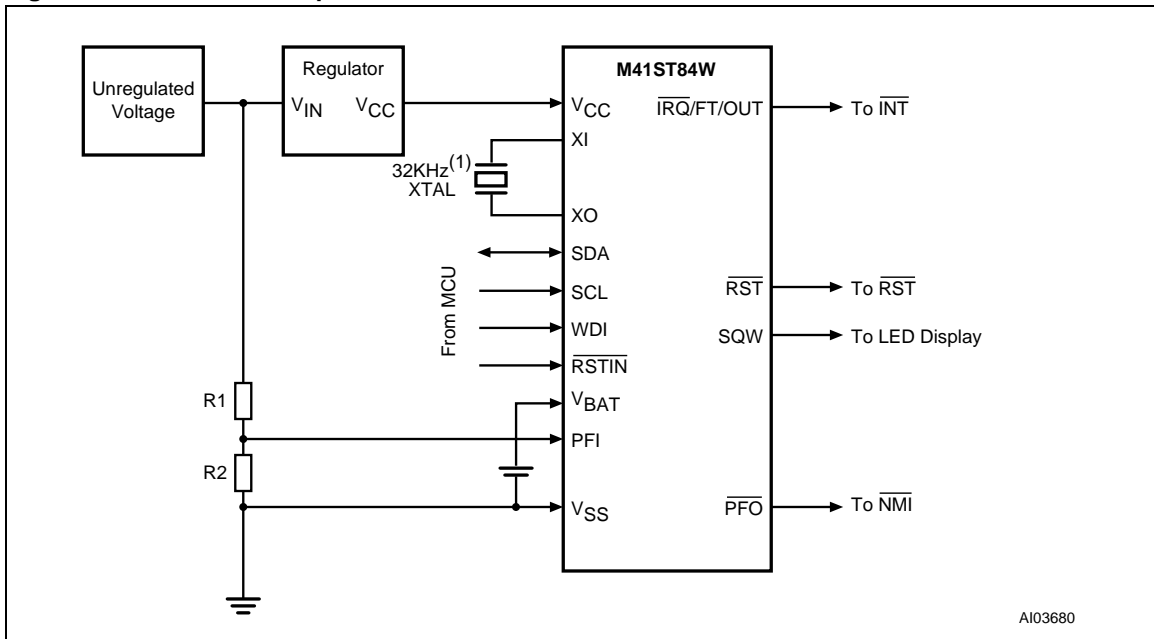 Unregulated
Voltage
Regulator
VIN VCC
M41ST84W
VCC
IRQ/FT/OUT
To INT
XI
32KHz(1)
XTAL
XO
SDA
SCL
WDI
RSTIN
From MCU
RST
To RST
SQW
To LED Display
R1
VBAT
PFI
R2
VSS
PFO
To NMI
AI03680